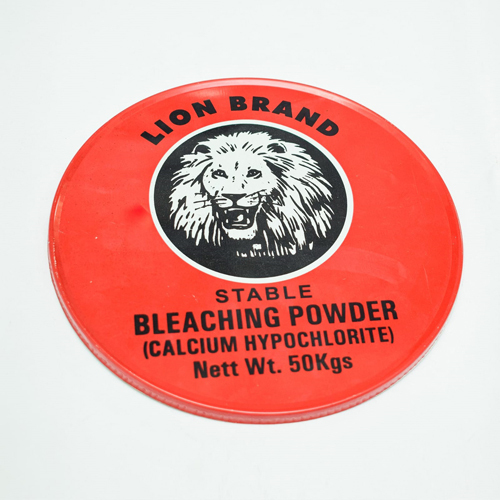 LION BRAND
STABLE
BLEACHING POWDER
(CALCIUM HYPOCHLORITE)
Nett Wt. 50Kgs